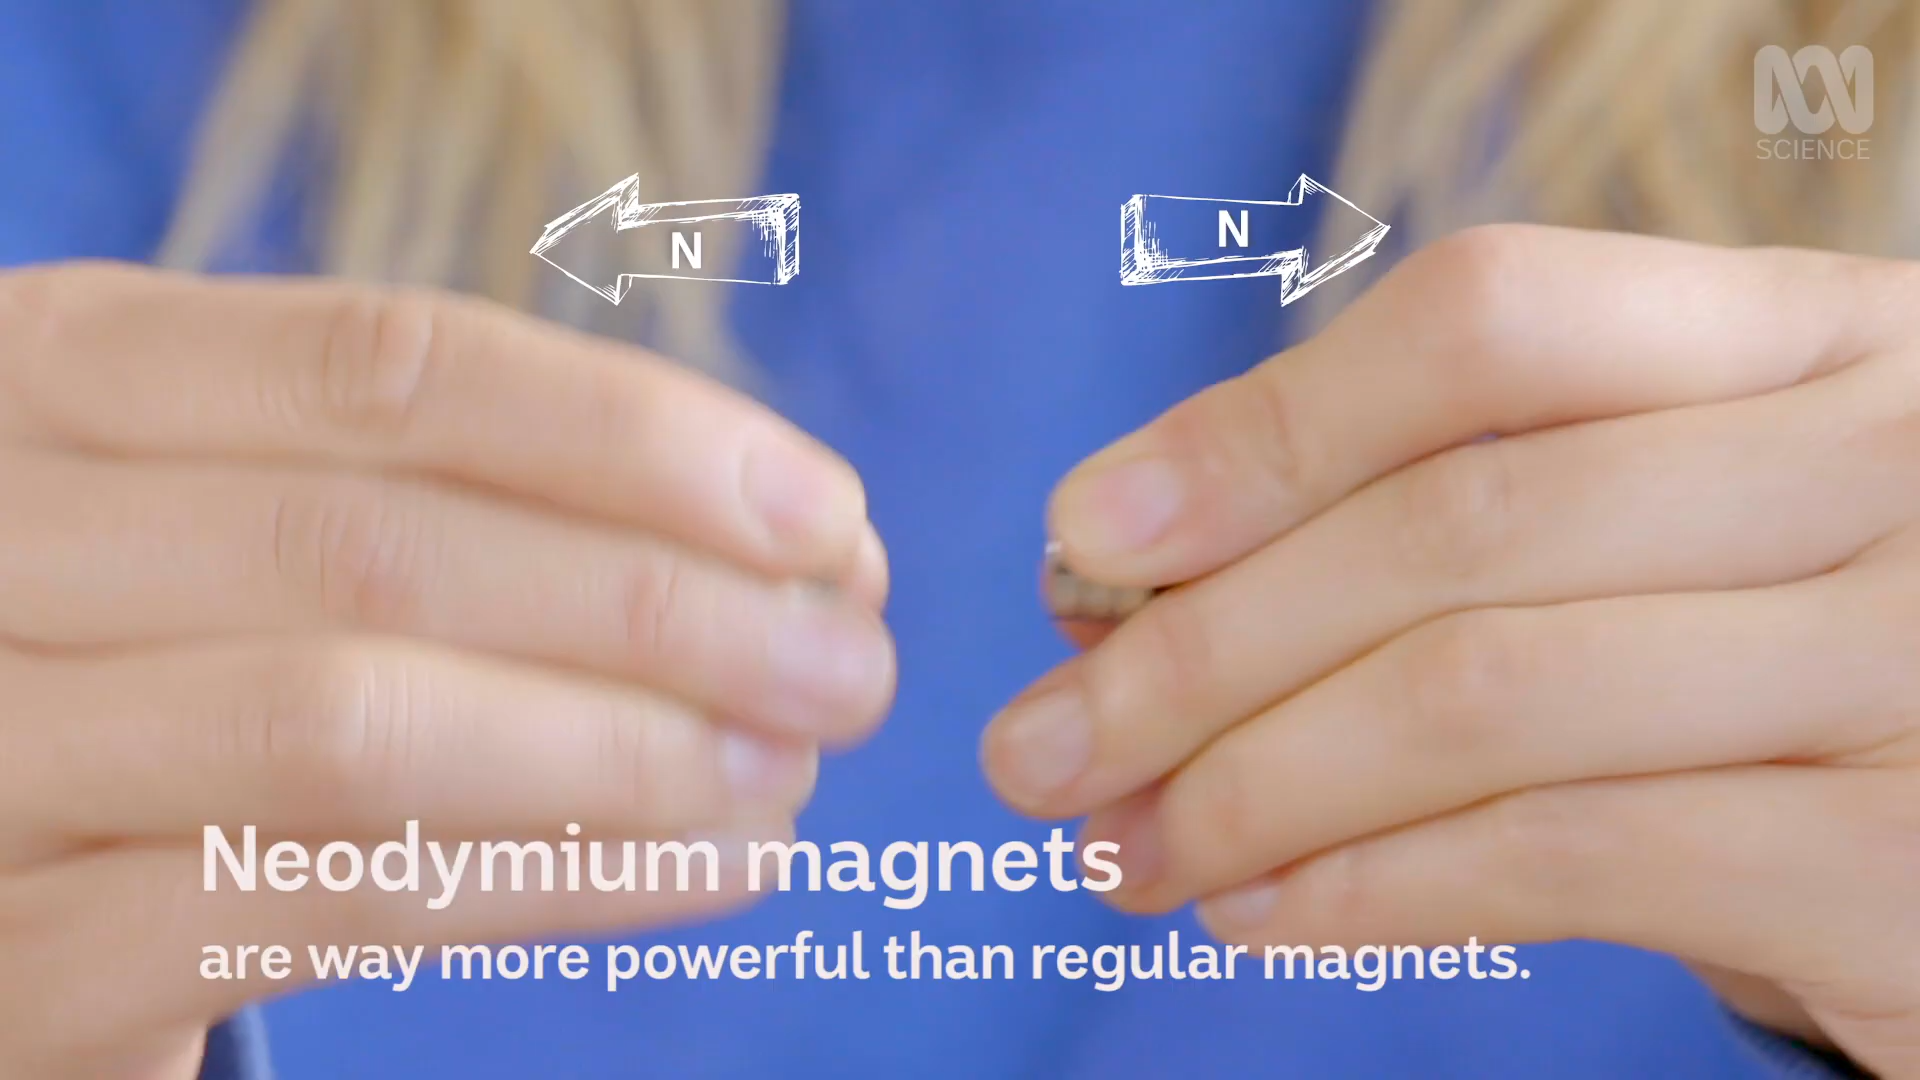 SCIENCE
N
N
Neodymium magnets
are way more powerful than regular magnets.